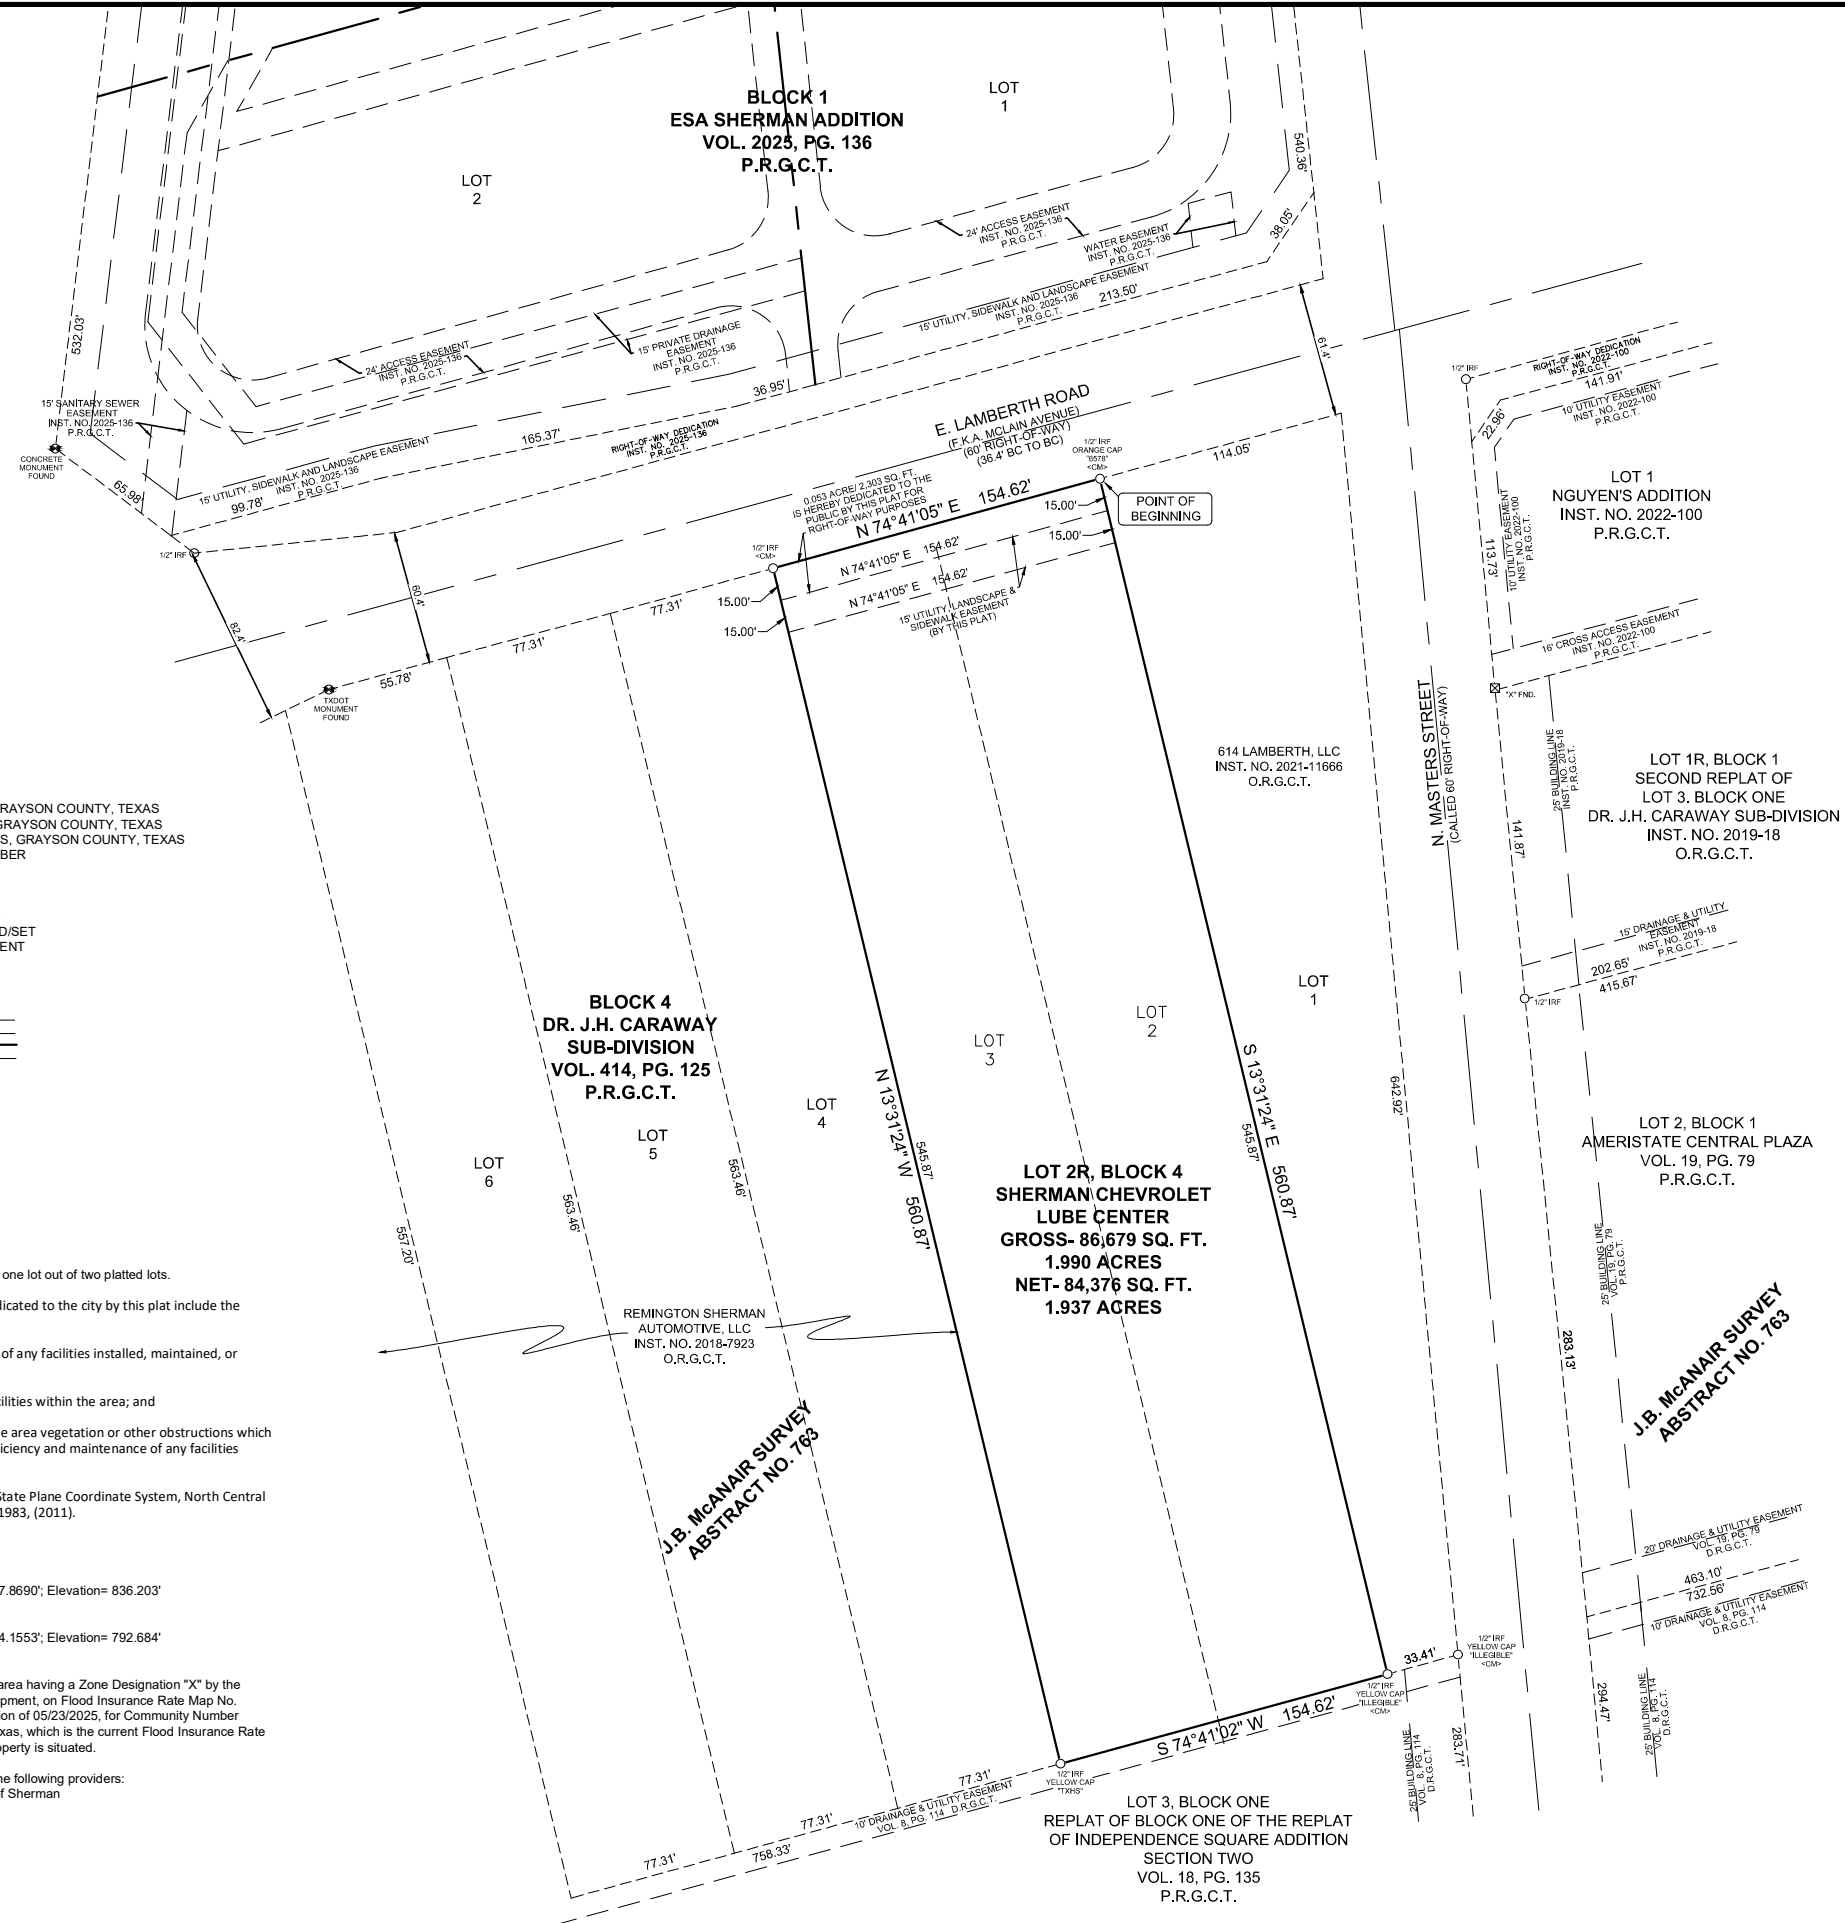 BLOCK 1
ESA SHERMAN ADDITION
VOL. 2025, PG. 136
P.R.G.C.T.
LOT
1
LOT
2
540.36'
38.05'
24' ACCESS EASEMENT
INST. NO. 2025-136
P.R.G.C.T.
WATER EASEMENT
INST. NO. 2025-136
P.R.G.C.T.
15' UTILITY, SIDEWALK AND LANDSCAPE EASEMENT
INST. NO. 2025-136
P.R.G.C.T.
213.50'
532.03'
24' ACCESS EASEMENT
INST. NO. 2025-136
P.R.G.C.T.
15' PRIVATE DRAINAGE
EASEMENT
INST. NO. 2025-136
P.R.G.C.T.
36.95'
15' SANITARY SEWER
EASEMENT
INST. NO. 2025-136
P.R.G.C.T.
CONCRETE
MONUMENT
FOUND
65.98'
15' UTILITY, SIDEWALK AND LANDSCAPE EASEMENT
INST. NO. 2025-136
P.R.G.C.T.
99.78'
165.37'
RIGHT-OF-WAY DEDICATION
INST. NO. 2025-136
P.R.G.C.T.
1/2" IRF
82.4'
60.4'
61.4'
E. LAMBERTH ROAD
(F.K.A. MCLAIN AVENUE)
(60' RIGHT-OF-WAY)
(36.4' BC TO BC)
1/2" IRF
ORANGE CAP
"6578"
<CM>
114.05'
POINT OF
BEGINNING
0.053 ACRE/ 2,303 SQ. FT.
IS HEREBY DEDICATED TO THE
PUBLIC BY THIS PLAT FOR
RGHT-OF-WAY PURPOSES
N 74°41'05" E 154.62'
15.00'
15.00'
N 74°41'05" E 154.62'
N 74°41'05" E 154.62'
15' UTILITY, LANDSCAPE &
SIDEWALK EASEMENT
(BY THIS PLAT)
1/2" IRF
<CM>
15.00'
15.00'
77.31'
77.31'
55.78'
TXDOT
MONUMENT
FOUND
1/2" IRF
RIGHT-OF-WAY DEDICATION
INST. NO. 2022-100
P.R.G.C.T.
141.91'
22.96'
10' UTILITY EASEMENT
INST. NO. 2022-100
P.R.G.C.T.
LOT 1
NGUYEN'S ADDITION
INST. NO. 2022-100
P.R.G.C.T.
10' UTILITY EASEMENT
INST. NO. 2022-100
P.R.G.C.T.
113.73'
16' CROSS ACCESS EASEMENT
INST. NO. 2022-100
P.R.G.C.T.
"X" FND.
N. MASTERS STREET
(CALLED 60' RIGHT-OF-WAY)
614 LAMBERTH, LLC
INST. NO. 2021-11666
O.R.G.C.T.
25' BUILDING LINE
INST. NO. 2019-18
P.R.G.C.T.
LOT 1R, BLOCK 1
SECOND REPLAT OF
LOT 3. BLOCK ONE
DR. J.H. CARAWAY SUB-DIVISION
INST. NO. 2019-18
O.R.G.C.T.
141.87'
15' DRAINAGE & UTILITY
EASEMENT
INST. NO. 2019-18
P.R.G.C.T.
202.65'
415.67'
1/2" IRF
RAYSON COUNTY, TEXAS
GRAYSON COUNTY, TEXAS
S, GRAYSON COUNTY, TEXAS
BER
D/SET
ENT
BLOCK 4
DR. J.H. CARAWAY
SUB-DIVISION
VOL. 414, PG. 125
P.R.G.C.T.
LOT
1
LOT
2
LOT
3
LOT
4
LOT
5
LOT
6
N 13°31'24" W 560.87'
545.87'
S 13°31'24" E 560.87'
545.87'
642.92'
563.46'
563.46'
557.20'
LOT 2R, BLOCK 4
SHERMAN CHEVROLET
LUBE CENTER
GROSS- 86,679 SQ. FT.
1.990 ACRES
NET- 84,376 SQ. FT.
1.937 ACRES
LOT 2, BLOCK 1
AMERISTATE CENTRAL PLAZA
VOL. 19, PG. 79
P.R.G.C.T.
25' BUILDING LINE
VOL. 19, PG. 79
P.R.G.C.T.
283.13'
J.B. McANAIR SURVEY
ABSTRACT NO. 763
REMINGTON SHERMAN
AUTOMOTIVE, LLC
INST. NO. 2018-7923
O.R.G.C.T.
J.B. McANAIR SURVEY
ABSTRACT NO. 763
one lot out of two platted lots.
dicated to the city by this plat include the
of any facilities installed, maintained, or
cilities within the area; and
e area vegetation or other obstructions which
ficiency and maintenance of any facilities
State Plane Coordinate System, North Central
1983, (2011).
7.8690'; Elevation= 836.203'
4.1553'; Elevation= 792.684'
area having a Zone Designation "X" by the
pment, on Flood Insurance Rate Map No.
ion of 05/23/2025, for Community Number
xas, which is the current Flood Insurance Rate
operty is situated.
he following providers:
f Sherman
20' DRAINAGE & UTILITY EASEMENT
VOL. 19, PG. 79
D.R.G.C.T.
463.10'
732.56'
10' DRAINAGE & UTILITY EASEMENT
VOL. 8, PG. 114
D.R.G.C.T.
1/2" IRF
YELLOW CAP
"ILLEGIBLE"
<CM>
33.41'
1/2" IRF
YELLOW CAP
"ILLEGIBLE"
<CM>
S 74°41'02" W 154.62'
1/2" IRF
YELLOW CAP
"TXHS"
77.31'
77.31'
77.31'
758.33'
10' DRAINAGE & UTILITY EASEMENT
VOL. 8, PG. 114 D.R.G.C.T.
25' BUILDING LINE
VOL. 8, PG. 114
D.R.G.C.T.
283.71'
294.47'
25' BUILDING LINE
VOL. 8, PG. 114
D.R.G.C.T.
LOT 3, BLOCK ONE
REPLAT OF BLOCK ONE OF THE REPLAT
OF INDEPENDENCE SQUARE ADDITION
SECTION TWO
VOL. 18, PG. 135
P.R.G.C.T.